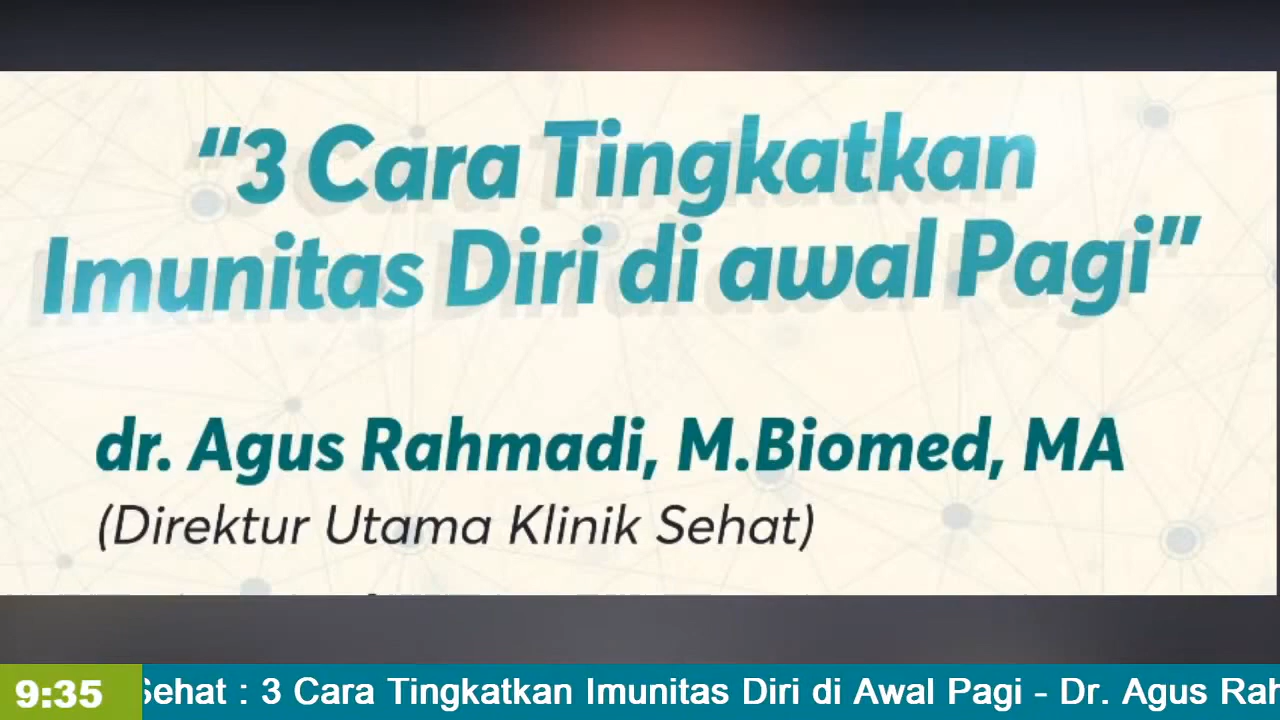 “3 Cara Tingkatkan
Imunitas Diri di awal Pagi”
dr. Agus Rahmadi, M.Biomed, MA
(Direktur Utama Klinik Sehat)
9:35
Sehat : 3 Cara Tingkatkan Imunitas Diri di Awal Pagi - Dr. Agus